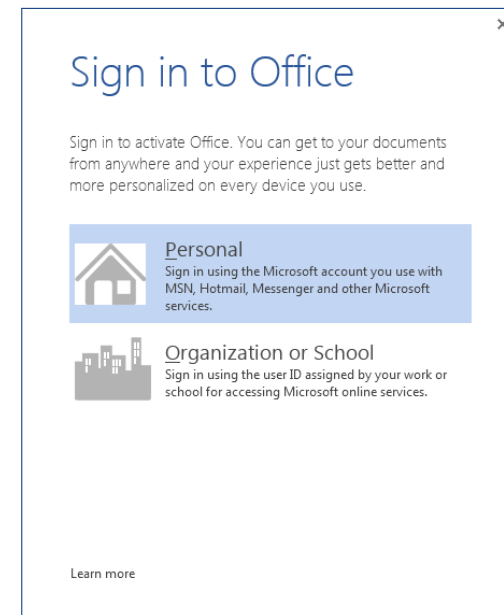 Sign in to Office
Sign in to activate Office. You can get to your documents
from anywhere and your experience just gets better and
more personalized on every device you use.
Personal
Sign in using the Microsoft account you use with
MSN, Hotmail, Messenger and other Microsoft
services.
Organization or School
Sign in using the user ID assigned by your work or
school for accessing Microsoft online services.
Learn more